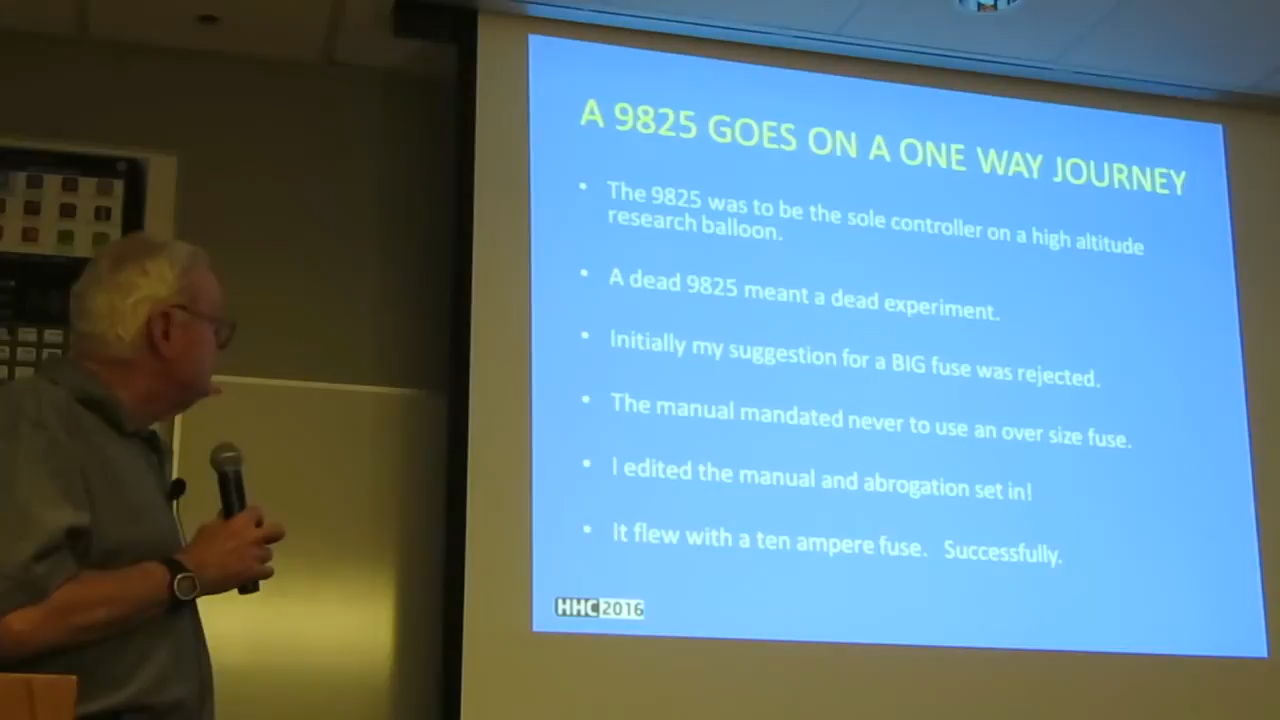 A 9825 GOES ON A ONE WAY JOURNEY
• The 9825 was to be the sole controller on a high altitude
research balloon.
• A dead 9825 meant a dead experiment.
• Initially my suggestion for a BIG fuse was rejected.
• The manual mandated never to use an over size fuse.
• I edited the manual and abrogation set in!
• It flew with a ten ampere fuse. Successfully.
HHC 2016